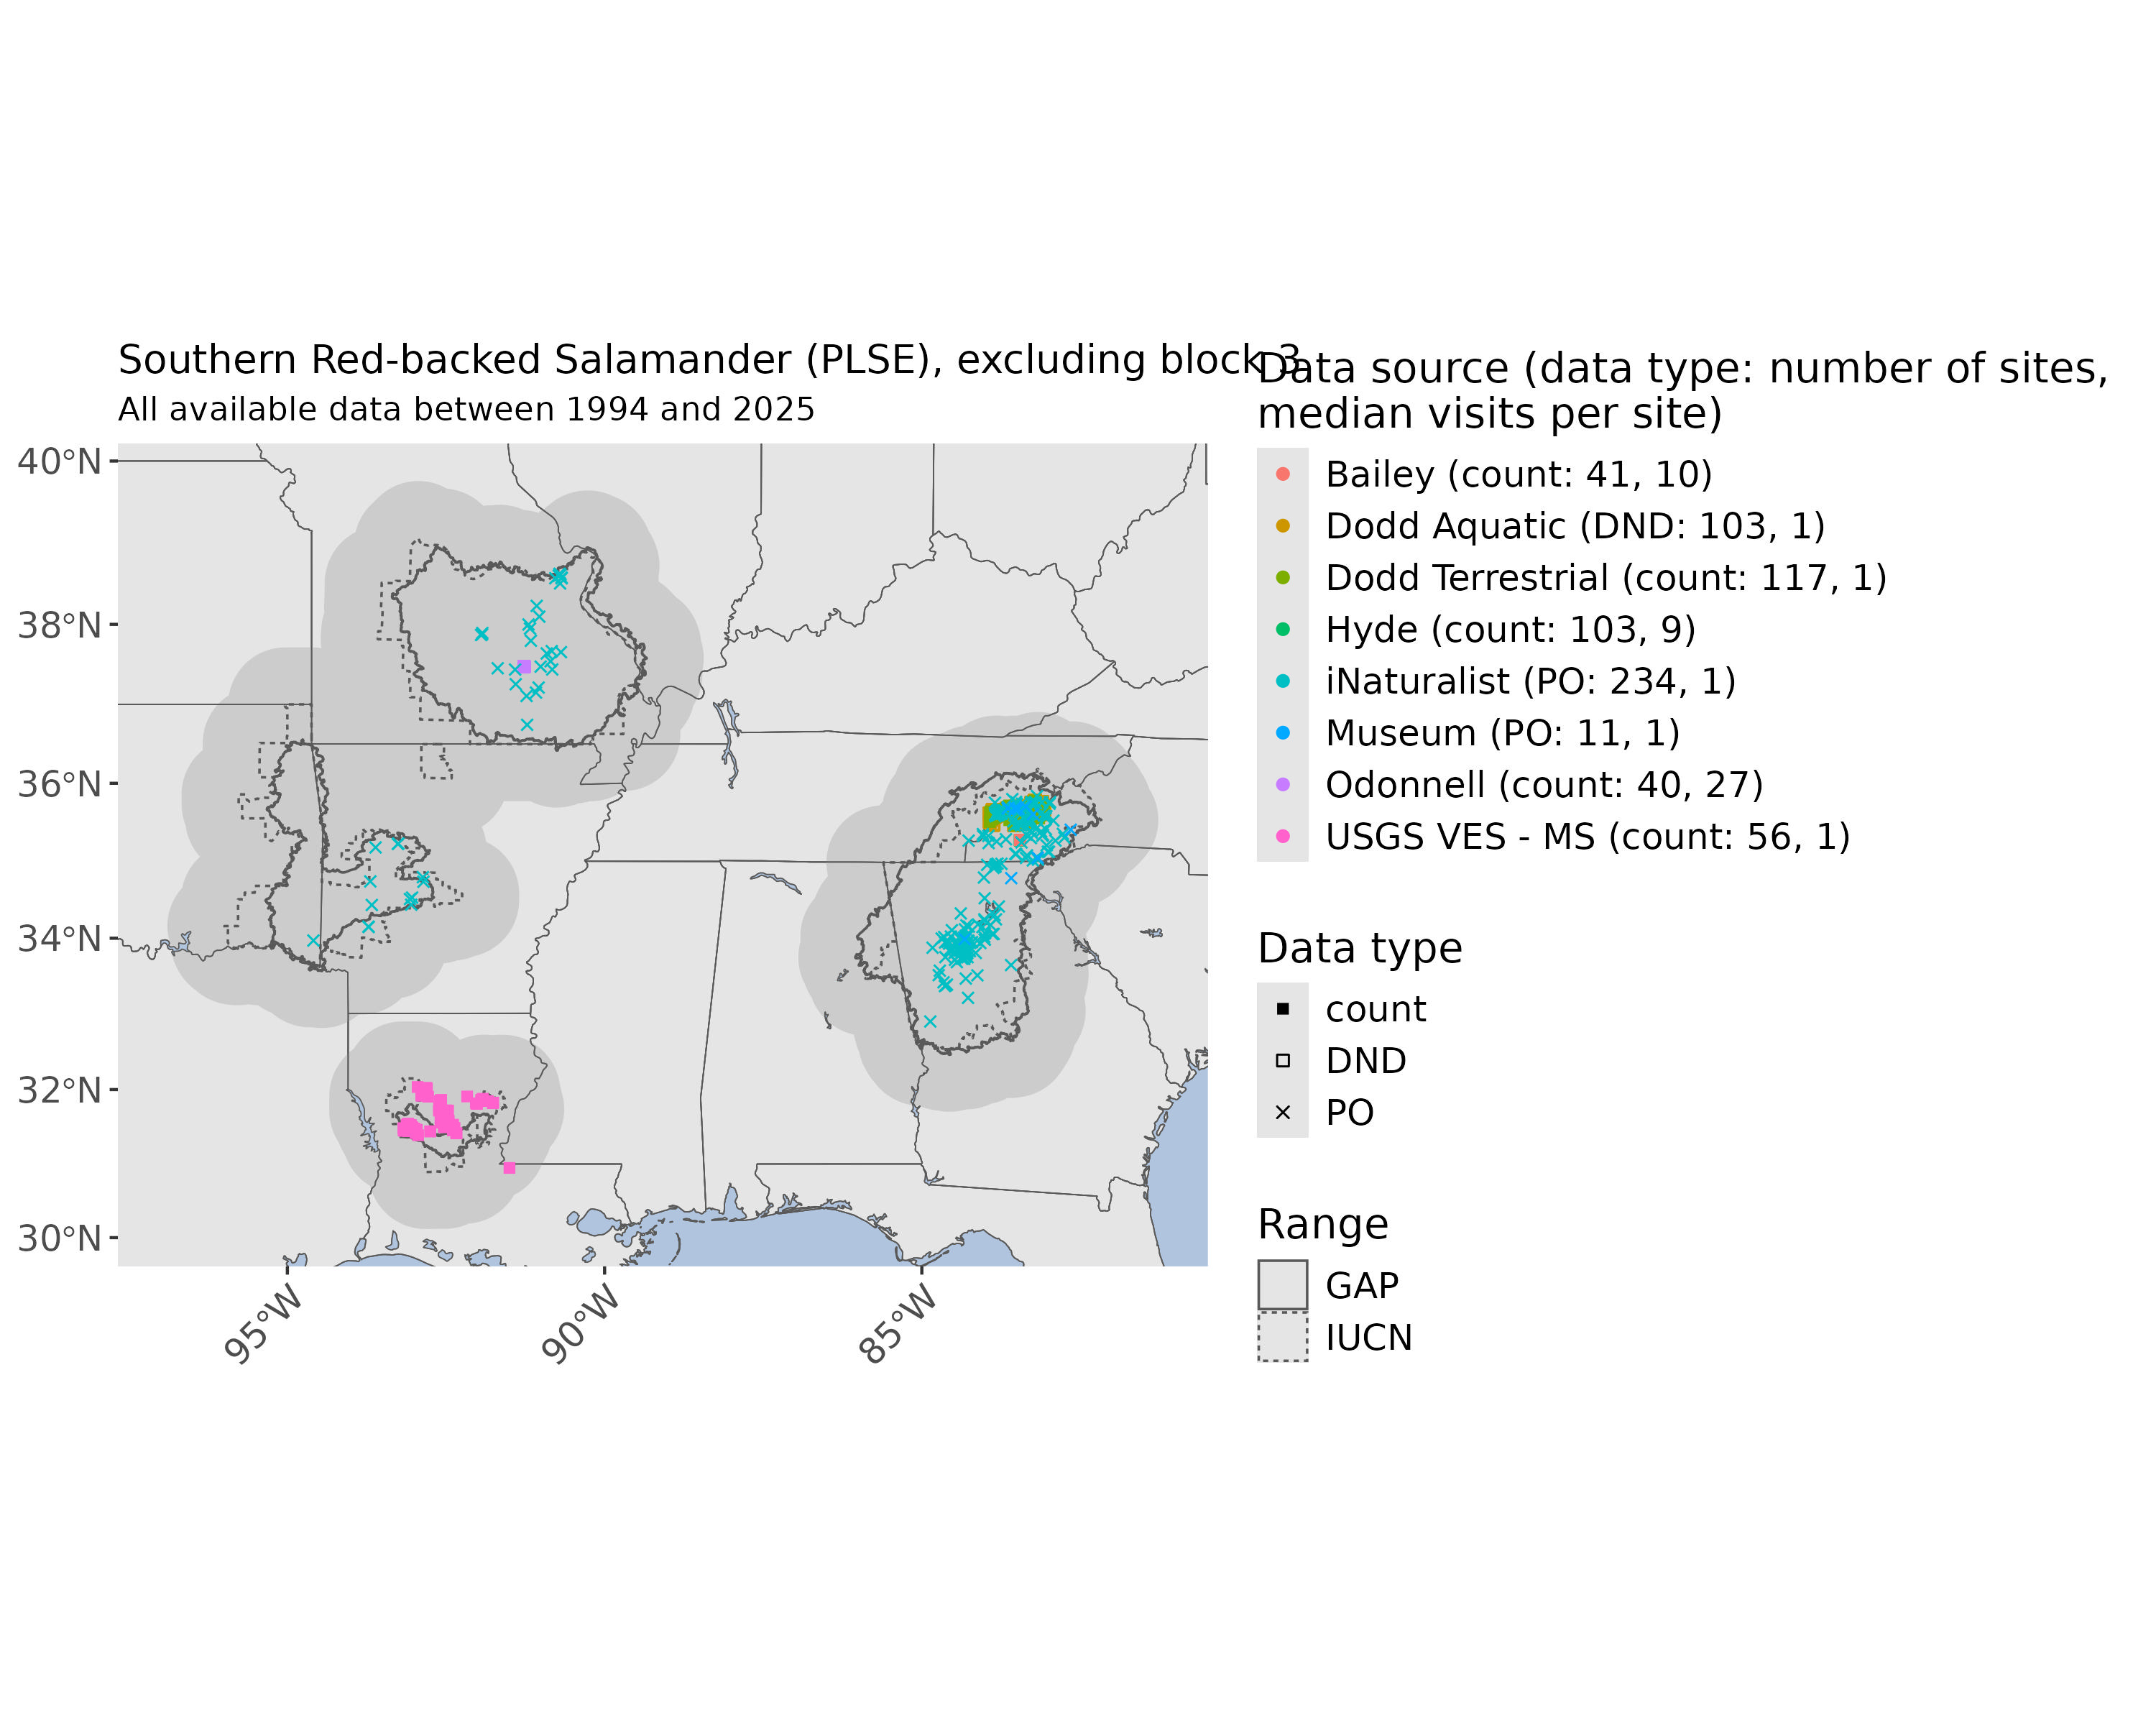 Southern Red-backed Salamander (PLSE), excluding block 3
All available data between 1994 and 2025
40°N
38°N
36°N
34°N
32°N
30°N
95°W
90°W
85°W
Data source (data type: number of sites,
median visits per site)
Bailey (count: 41, 10)
Dodd Aquatic (DND: 103, 1)
Dodd Terrestrial (count: 117, 1)
Hyde (count: 103, 9)
iNaturalist (PO: 234, 1)
Museum (PO: 11, 1)
Odonnell (count: 40, 27)
USGS VES - MS (count: 56, 1)
Data type
count
DND
PO
Range
GAP
IUCN